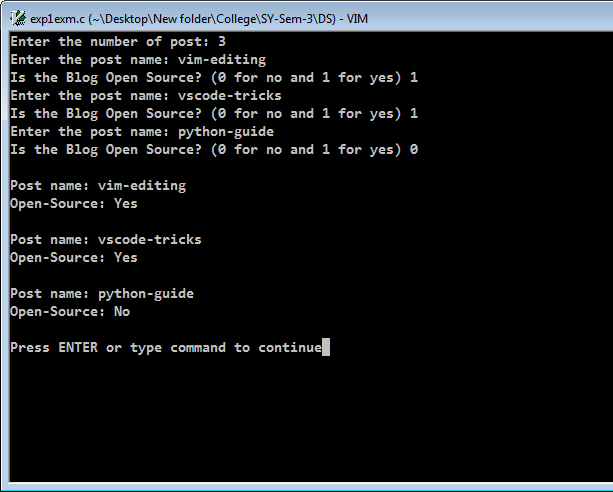 exp1exm.c (~\Desktop\New folder\College\SY-Sem-3\DS) - VIM
Enter the number of post: 3
Enter the post name: vim-editing
Is the Blog Open Source? (0 for no and 1 for yes) 1
Enter the post name: vscode-tricks
Is the Blog Open Source? (0 for no and 1 for yes) 1
Enter the post name: python-guide
Is the Blog Open Source? (0 for no and 1 for yes) 0
Post name: vim-editing
Open-Source: Yes
Post name: vscode-tricks
Open-Source: Yes
Post name: python-guide
Open-Source: No
Press ENTER or type command to continue